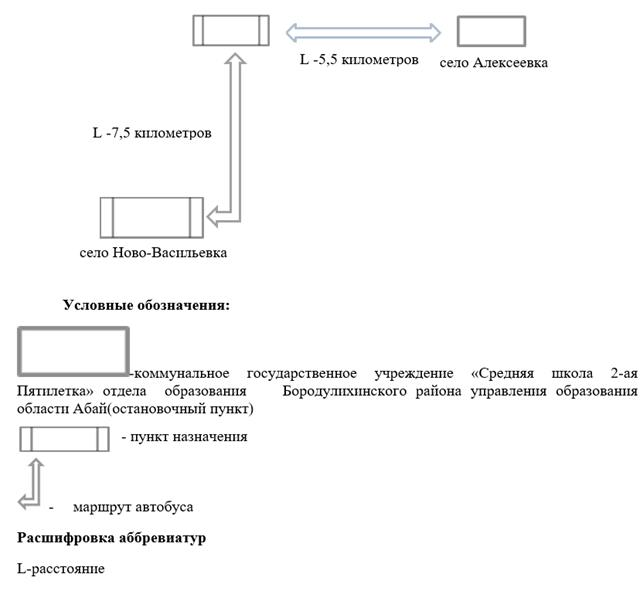 L -5,5 километров
село Алексеевка
L -7,5 километров
село Ново-Васильевка
Условные обозначения:
-коммунальное государственное учреждение «Средняя школа 2-ая
Пятилетка» отдела образования Бородулихинского района управления образования
области Абай(остановочный пункт)
- пункт назначения
- маршрут автобуса
Расшифровка аббревиатур
L-расстояние